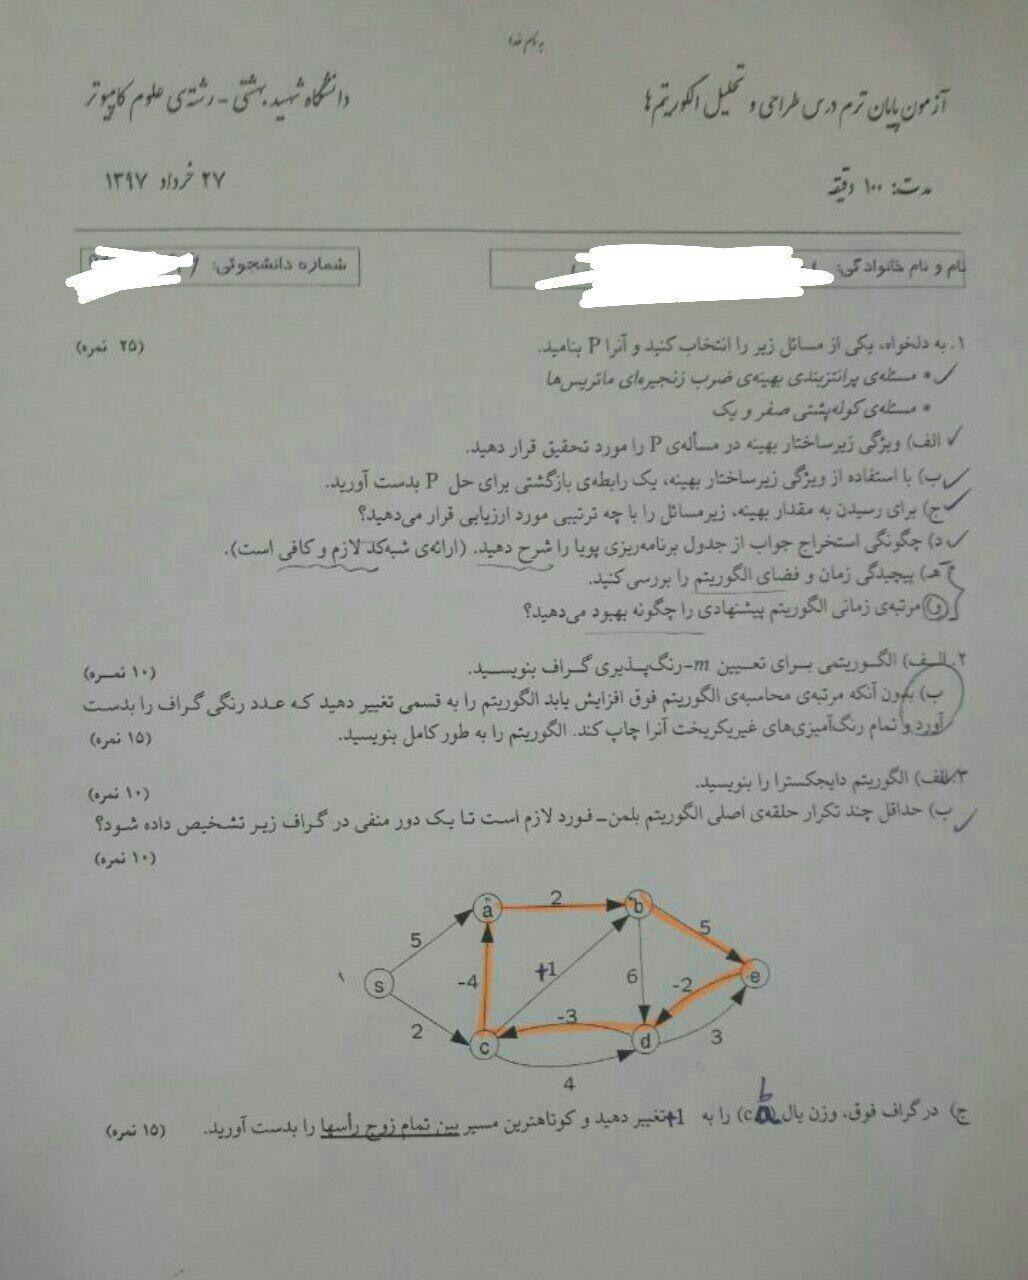 به نام خدا
آزمون پایان ترم درس طراحی و تحلیل الگوریتم ها
دانشگاه شهید بهشتی - رشته‌ی علوم کامپیوتر
مدت: ۱۰۰ دقیقه
۲۷ خرداد ۱۳۹۷
نام و نام خانوادگی:
شماره دانشجوئی:
۱. به دلخواه، یکی از مسائل زیر را انتخاب کنید و آنرا P بنامید. (۲۵ نمره)
* مسئله‌ی پرانتزبندی بهینه‌ی ضرب زنجیره‌ای ماتریس‌ها
* مسئله‌ی کوله‌پشتی صفر و یک
الف) ویژگی زیرساختار بهینه در مسأله‌ی P را مورد تحقیق قرار دهید.
ب) با استفاده از ویژگی زیرساختار بهینه، یک رابطه‌ی بازگشتی برای حل P بدست آورید.
ج) برای رسیدن به مقدار بهینه، زیرمسائل را با چه ترتیبی مورد ارزیابی قرار می‌دهید؟
د) چگونگی استخراج جواب از جدول برنامه‌ریزی پویا را شرح دهید. (ارائه‌ی شبه‌کد لازم و کافی است).
هـ) پیچیدگی زمان و فضای الگوریتم را بررسی کنید.
و) مرتبه‌ی زمانی الگوریتم پیشنهادی را چگونه بهبود می‌دهید؟
۲. الف) الگوریتمی برای تعیین m-رنگ‌پذیری گراف بنویسید. (۱۰ نمره)
ب) بدون آنکه مرتبه‌ی محاسبه‌ی الگوریتم فوق افزایش یابد الگوریتم را به قسمی تغییر دهید که عدد رنگی گراف را بدست
آورد و تمام رنگ‌آمیزی‌های غیریکریخت آنرا چاپ کند. الگوریتم را به طور کامل بنویسید. (۱۵ نمره)
۳. الف) الگوریتم دایجکسترا را بنویسید. (۱۰ نمره)
ب) حداقل چند تکرار حلقه‌ی اصلی الگوریتم بلمن-فورد لازم است تا یک دور منفی در گراف زیر تشخیص داده شود؟
(۱۰ نمره)
a 2 b
5 5
s -4 +1 6 -2 e
2 -3
c d 3
4
b
ج) در گراف فوق، وزن یال (c, a) را به +1 تغییر دهید و کوتاهترین مسیر بین تمام زوج رأسها را بدست آورید. (۱۵ نمره)